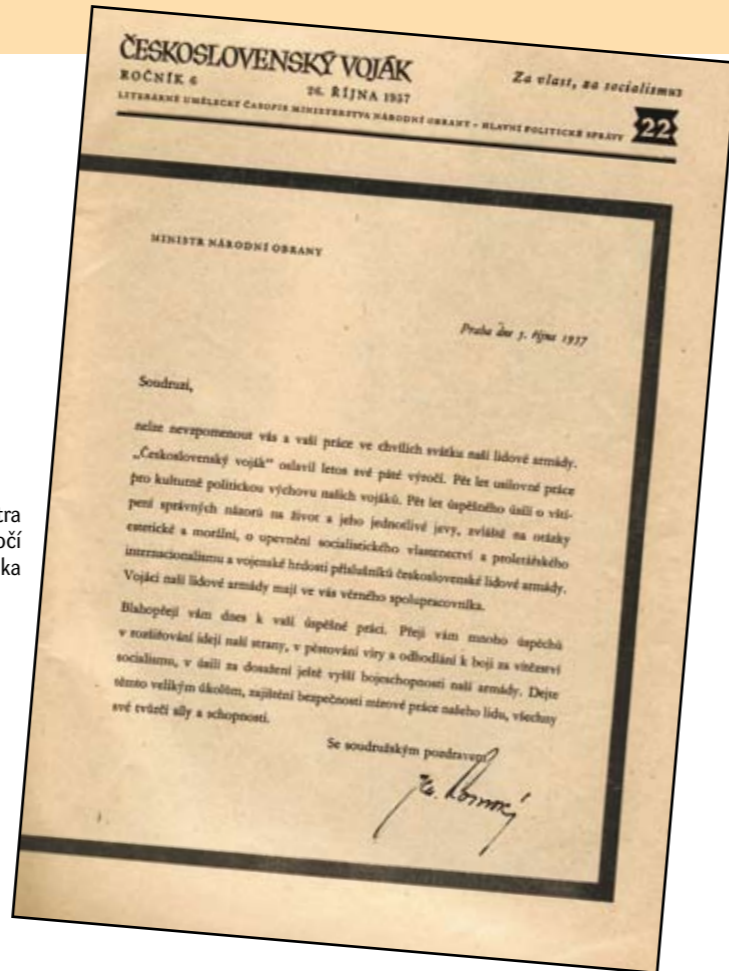 ČESKOSLOVENSKÝ VOJÁK
Za vlast, za socialismus
ROČNÍK 6
26. ŘÍJNA 1957
22
LITERÁRNĚ UMĚLECKÝ ČASOPIS MINISTERSTVA NÁRODNÍ OBRANY - HLAVNÍ POLITICKÉ SPRÁVY
MINISTR NÁRODNÍ OBRANY
Praha dne 5. října 1957
Soudruzi,
nelze nevzpomenout vás a vaší práce ve chvílích svátku naší lidové armády.
„Československý voják“ oslavil letos své páté výročí. Pět let usilovné práce
pro kulturně politickou výchovu našich vojáků. Pět let úspěšného úsilí o vští-
pení správných názorů na život a jeho jednotlivé jevy, zvláště na otázky
estetické a morální, o upevnění socialistického vlastenectví a proletářského
internacionalismu a vojenské hrdosti příslušníků československé lidové armády.
Vojáci naší lidové armády mají ve vás věrného spolupracovníka.
Blahopřeji vám dnes k vaší úspěšné práci. Přeji vám mnoho úspěchů
v rozšiřování idejí naší strany, v pěstování víry a odhodlání k boji za vítězství
socialismu, v úsilí za dosažení ještě vyšší bojeschopnosti naší armády. Dejte
těmto velikým úkolům, zajištění bezpečnosti mírové práce našeho lidu, všechny
své tvůrčí síly a schopnosti.
Se soudružským pozdravem
Lomský
tra
očí
ka